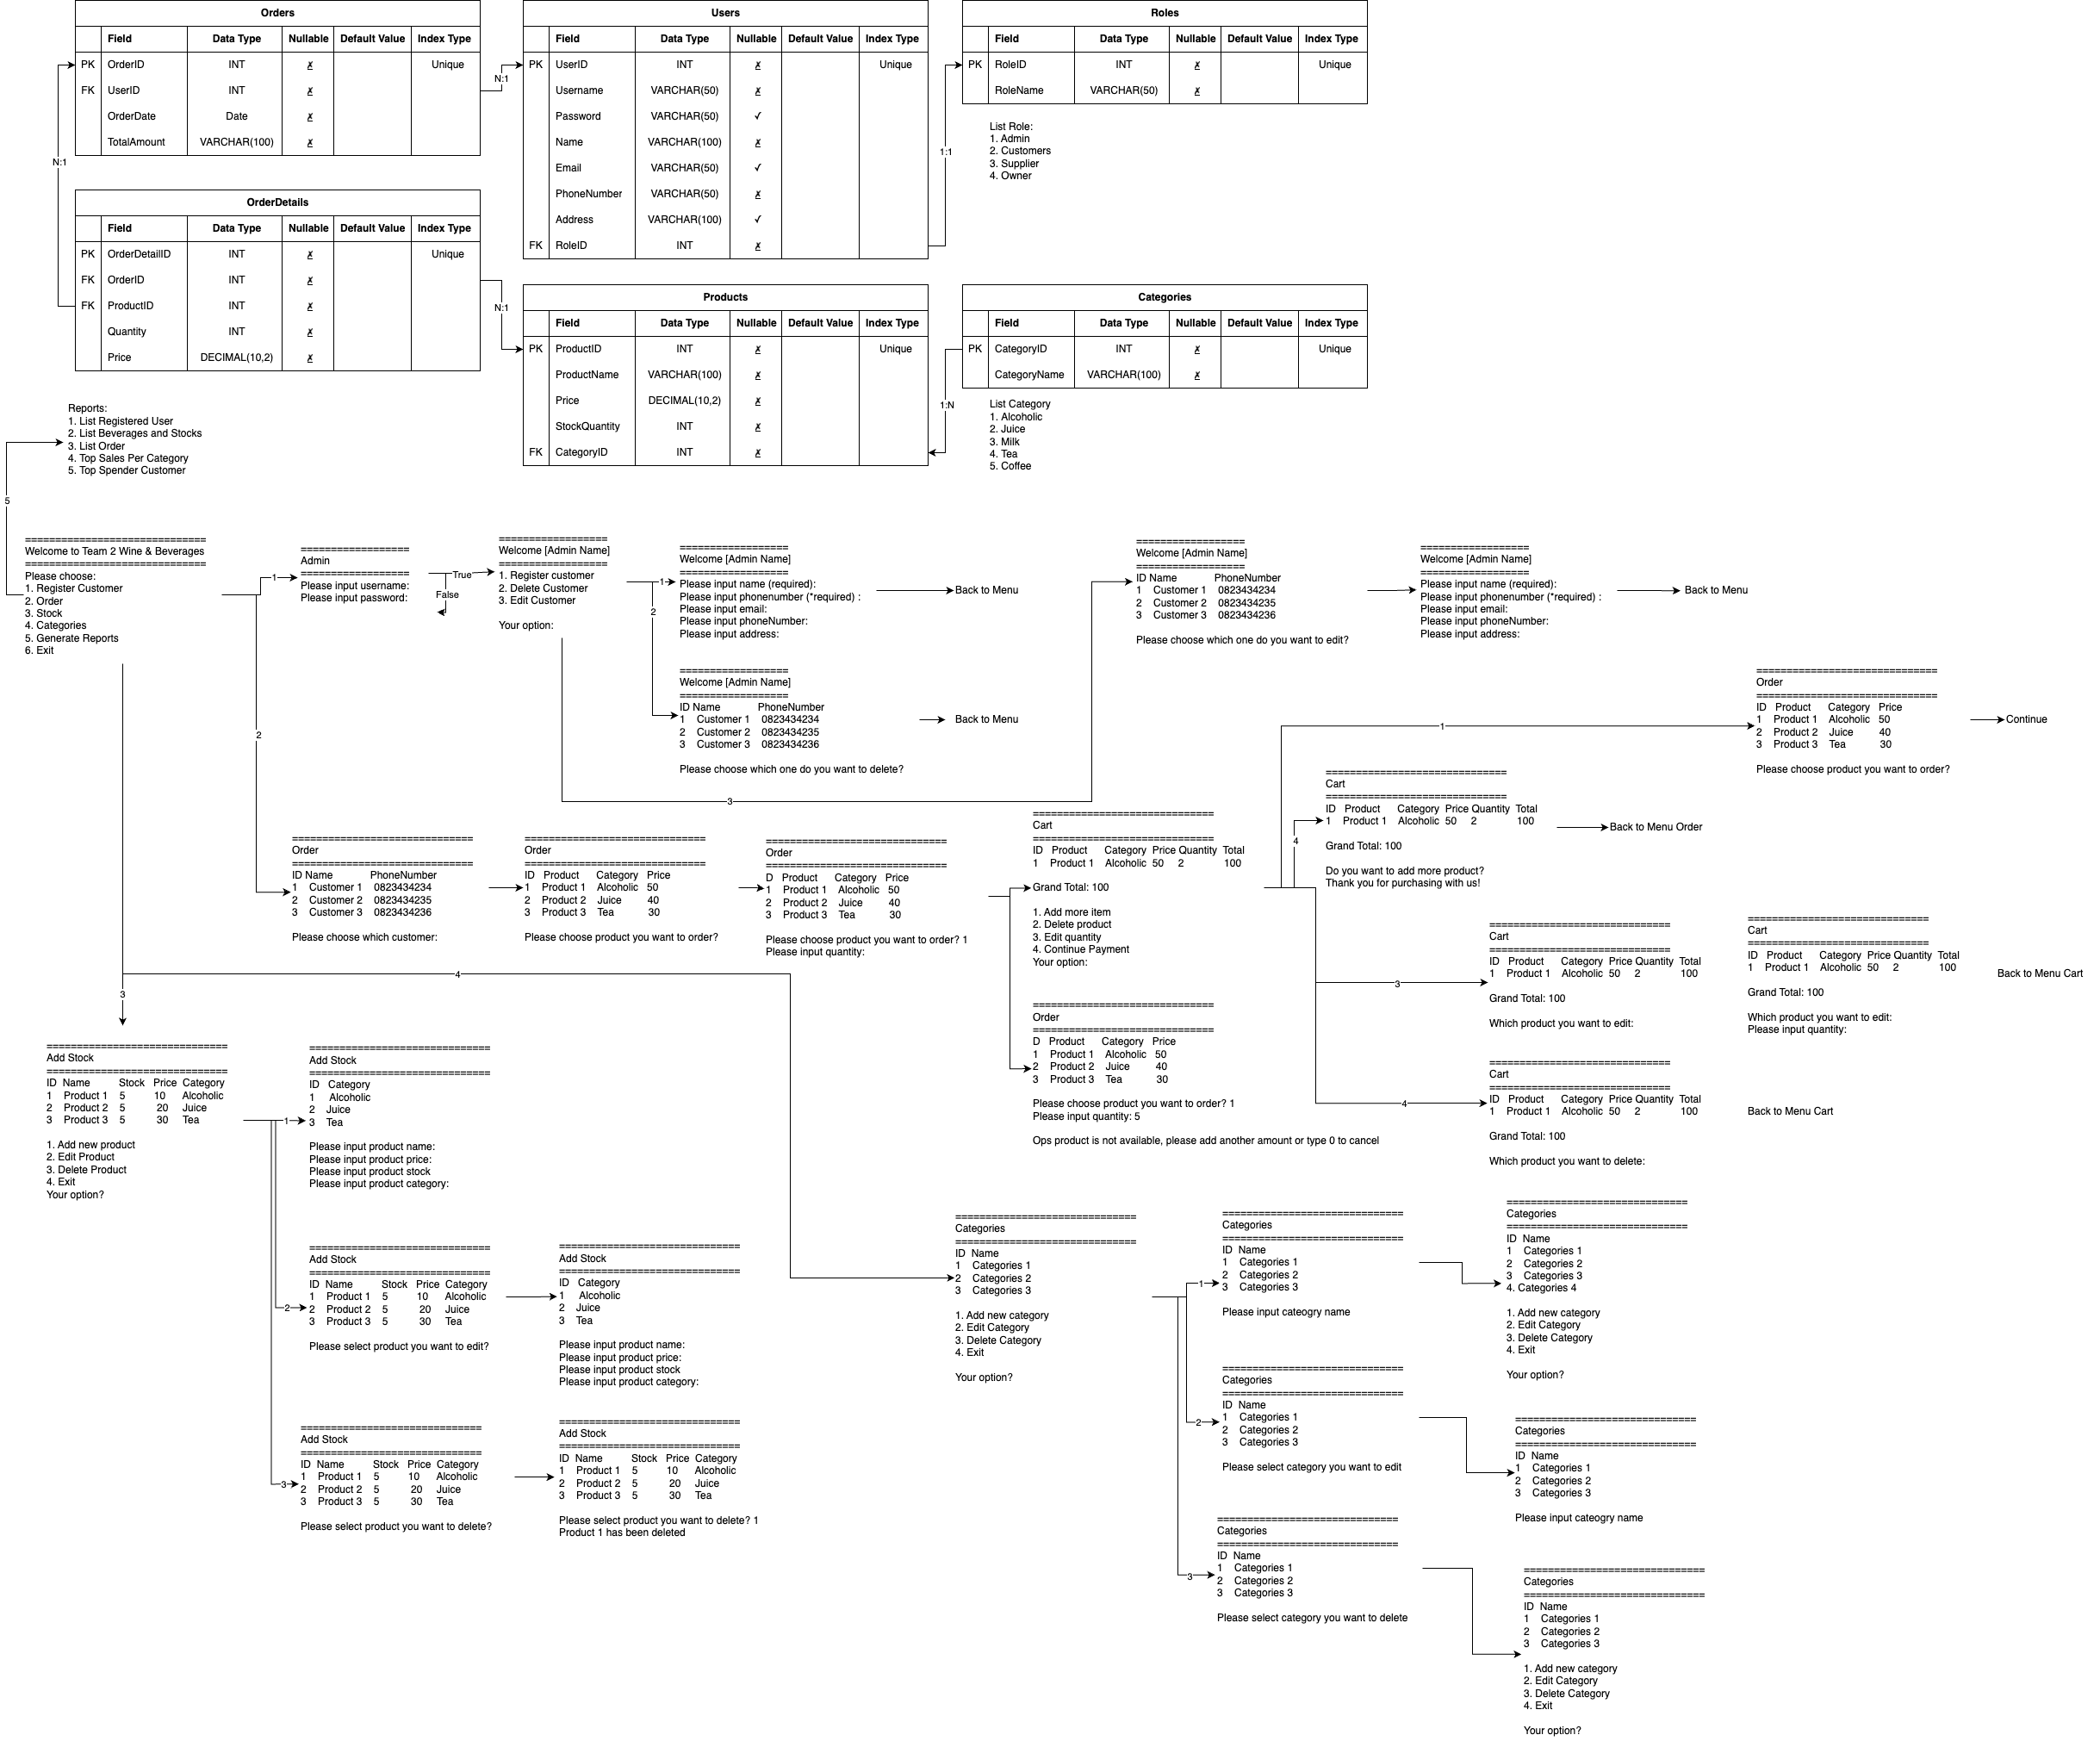 Orders
Field Data Type Nullable Default Value Index Type
PK OrderID INT ✗ Unique
FK UserID INT ✗
OrderDate Date ✗
TotalAmount VARCHAR(100) ✗
Users
Field Data Type Nullable Default Value Index Type
PK UserID INT ✗ Unique
Username VARCHAR(50) ✗
Password VARCHAR(50) ✓
Name VARCHAR(100) ✗
Email VARCHAR(50) ✓
PhoneNumber VARCHAR(50) ✗
Address VARCHAR(100) ✓
FK RoleID INT ✗
Roles
Field Data Type Nullable Default Value Index Type
PK RoleID INT ✗ Unique
RoleName VARCHAR(50) ✗
List Role:
1. Admin
2. Customers
3. Supplier
4. Owner
N:1
N:1
1:1
OrderDetails
Field Data Type Nullable Default Value Index Type
PK OrderDetailID INT ✗ Unique
FK OrderID INT ✗
FK ProductID INT ✗
Quantity INT ✗
Price DECIMAL(10,2) ✗
N:1
Products
Field Data Type Nullable Default Value Index Type
PK ProductID INT ✗ Unique
ProductName VARCHAR(100) ✗
Price DECIMAL(10,2) ✗
StockQuantity INT ✗
FK CategoryID INT ✗
1:N
Categories
Field Data Type Nullable Default Value Index Type
PK CategoryID INT ✗ Unique
CategoryName VARCHAR(100) ✗
List Category
1. Alcoholic
2. Juice
3. Milk
4. Tea
5. Coffee
Reports:
1. List Registered User
2. List Beverages and Stocks
3. List Order
4. Top Sales Per Category
5. Top Spender Customer
5
==============================
Welcome to Team 2 Wine & Beverages
==============================
Please choose:
1. Register Customer
2. Order
3. Stock
4. Categories
5. Generate Reports
6. Exit
1
==================
Admin
==================
Please input username:
Please input password:
True
False
==================
Welcome [Admin Name]
==================
1. Register customer
2. Delete Customer
3. Edit Customer
Your option:
1
2
==================
Welcome [Admin Name]
==================
Please input name (required):
Please input phonenumber (*required) :
Please input email:
Please input phoneNumber:
Please input address:
Back to Menu
==================
Welcome [Admin Name]
==================
ID Name PhoneNumber
1 Customer 1 0823434234
2 Customer 2 0823434235
3 Customer 3 0823434236
Please choose which one do you want to delete?
Back to Menu
3
==================
Welcome [Admin Name]
==================
ID Name PhoneNumber
1 Customer 1 0823434234
2 Customer 2 0823434235
3 Customer 3 0823434236
Please choose which one do you want to edit?
==================
Welcome [Admin Name]
==================
Please input name (required):
Please input phonenumber (*required) :
Please input email:
Please input phoneNumber:
Please input address:
Back to Menu
2
==============================
Order
==============================
ID Name PhoneNumber
1 Customer 1 0823434234
2 Customer 2 0823434235
3 Customer 3 0823434236
Please choose which customer:
==============================
Order
==============================
ID Product Category Price
1 Product 1 Alcoholic 50
2 Product 2 Juice 40
3 Product 3 Tea 30
Please choose product you want to order?
==============================
Order
==============================
D Product Category Price
1 Product 1 Alcoholic 50
2 Product 2 Juice 40
3 Product 3 Tea 30
Please choose product you want to order? 1
Please input quantity:
==============================
Cart
==============================
ID Product Category Price Quantity Total
1 Product 1 Alcoholic 50 2 100
Grand Total: 100
1. Add more item
2. Delete product
3. Edit quantity
4. Continue Payment
Your option:
==============================
Order
==============================
D Product Category Price
1 Product 1 Alcoholic 50
2 Product 2 Juice 40
3 Product 3 Tea 30
Please choose product you want to order? 1
Please input quantity: 5
Ops product is not available, please add another amount or type 0 to cancel
1
==============================
Order
==============================
ID Product Category Price
1 Product 1 Alcoholic 50
2 Product 2 Juice 40
3 Product 3 Tea 30
Please choose product you want to order?
Continue
4
==============================
Cart
==============================
ID Product Category Price Quantity Total
1 Product 1 Alcoholic 50 2 100
Grand Total: 100
Do you want to add more product?
Thank you for purchasing with us!
Back to Menu Order
3
==============================
Cart
==============================
ID Product Category Price Quantity Total
1 Product 1 Alcoholic 50 2 100
Grand Total: 100
Which product you want to edit:
==============================
Cart
==============================
ID Product Category Price Quantity Total
1 Product 1 Alcoholic 50 2 100
Grand Total: 100
Which product you want to edit:
Please input quantity:
Back to Menu Cart
4
==============================
Cart
==============================
ID Product Category Price Quantity Total
1 Product 1 Alcoholic 50 2 100
Grand Total: 100
Which product you want to delete:
Back to Menu Cart
4
3
==============================
Add Stock
==============================
ID Name Stock Price Category
1 Product 1 5 10 Alcoholic
2 Product 2 5 20 Juice
3 Product 3 5 30 Tea
1. Add new product
2. Edit Product
3. Delete Product
4. Exit
Your option?
1
==============================
Add Stock
==============================
ID Category
1 Alcoholic
2 Juice
3 Tea
Please input product name:
Please input product price:
Please input product stock
Please input product category:
2
==============================
Add Stock
==============================
ID Name Stock Price Category
1 Product 1 5 10 Alcoholic
2 Product 2 5 20 Juice
3 Product 3 5 30 Tea
Please select product you want to edit?
==============================
Add Stock
==============================
ID Category
1 Alcoholic
2 Juice
3 Tea
Please input product name:
Please input product price:
Please input product stock
Please input product category:
3
==============================
Add Stock
==============================
ID Name Stock Price Category
1 Product 1 5 10 Alcoholic
2 Product 2 5 20 Juice
3 Product 3 5 30 Tea
Please select product you want to delete?
==============================
Add Stock
==============================
ID Name Stock Price Category
1 Product 1 5 10 Alcoholic
2 Product 2 5 20 Juice
3 Product 3 5 30 Tea
Please select product you want to delete? 1
Product 1 has been deleted
==============================
Categories
==============================
ID Name
1 Categories 1
2 Categories 2
3 Categories 3
1. Add new category
2. Edit Category
3. Delete Category
4. Exit
Your option?
1
==============================
Categories
==============================
ID Name
1 Categories 1
2 Categories 2
3 Categories 3
Please input cateogry name
==============================
Categories
==============================
ID Name
1 Categories 1
2 Categories 2
3 Categories 3
4. Categories 4
1. Add new category
2. Edit Category
3. Delete Category
4. Exit
Your option?
2
==============================
Categories
==============================
ID Name
1 Categories 1
2 Categories 2
3 Categories 3
Please select category you want to edit
==============================
Categories
==============================
ID Name
1 Categories 1
2 Categories 2
3 Categories 3
Please input cateogry name
3
==============================
Categories
==============================
ID Name
1 Categories 1
2 Categories 2
3 Categories 3
Please select category you want to delete
==============================
Categories
==============================
ID Name
1 Categories 1
2 Categories 2
3 Categories 3
1. Add new category
2. Edit Category
3. Delete Category
4. Exit
Your option?